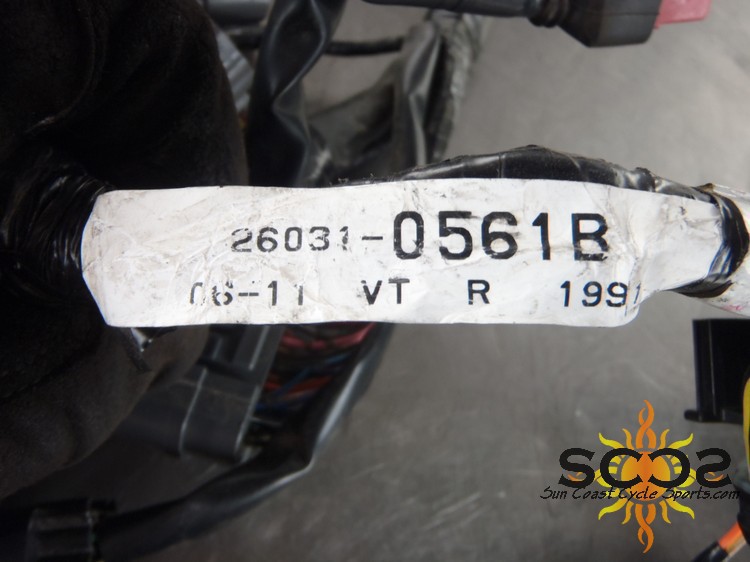 26031-0561B
06-11 VT R 1991
SCCS
Sun Coast Cycle Sports.com